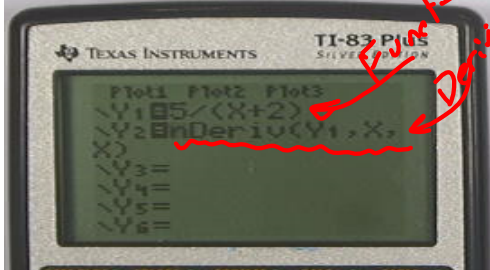 TEXAS INSTRUMENTS
TI-83 Plus
SILVER EDITION
Plot1 Plot2 Plot3
\Y1=5/(X+2)
\Y2=nDeriv(Y1,X,
X)
\Y3=
\Y4=
\Y5=
\Y6=